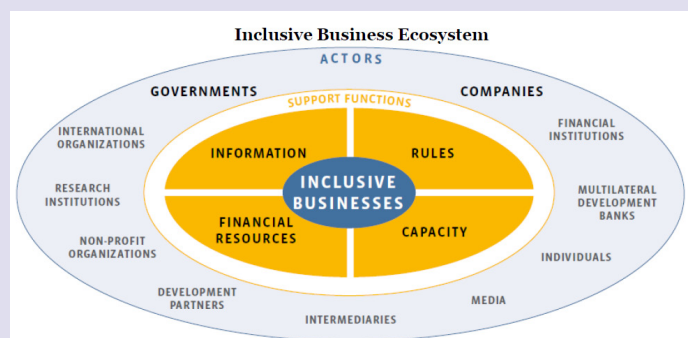 Inclusive Business Ecosystem
ACTORS
GOVERNMENTS
COMPANIES
SUPPORT FUNCTIONS
INTERNATIONAL
ORGANIZATIONS
FINANCIAL
INSTITUTIONS
INFORMATION
RULES
RESEARCH
INSTITUTIONS
INCLUSIVE
BUSINESSES
MULTILATERAL
DEVELOPMENT
BANKS
FINANCIAL
RESOURCES
CAPACITY
NON-PROFIT
ORGANIZATIONS
INDIVIDUALS
DEVELOPMENT
PARTNERS
MEDIA
INTERMEDIARIES